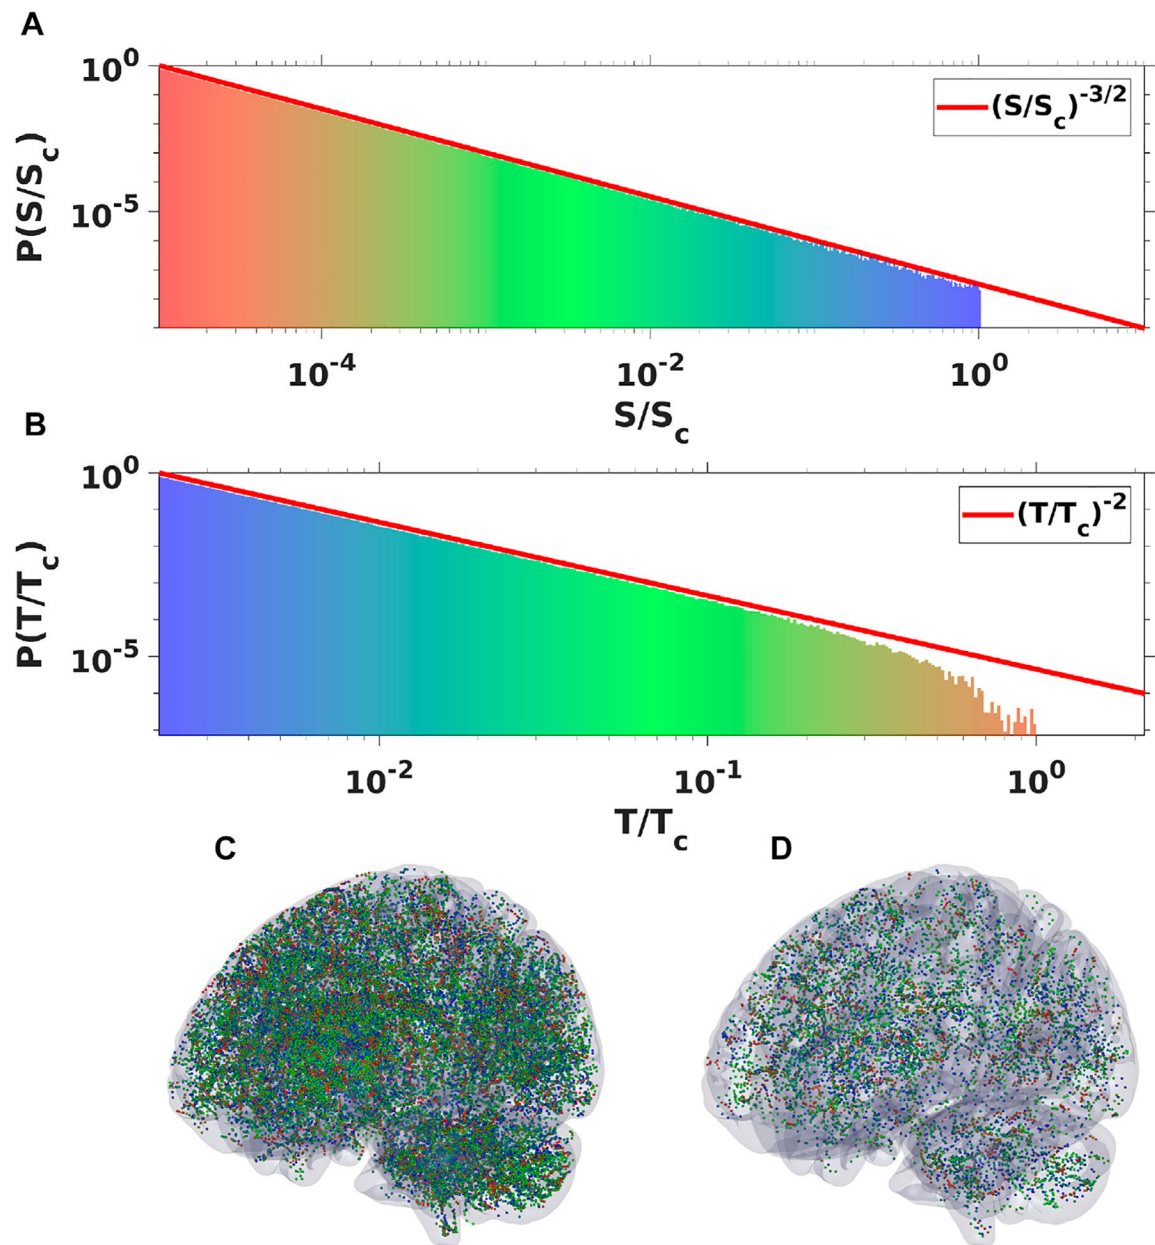 A
10^0
10^-5
P(S/S_c)
(S/S_c)^-3/2
10^-4 10^-2 10^0
S/S_c
B
10^0
10^-5
P(T/T_c)
(T/T_c)^-2
10^-2 10^-1 10^0
T/T_c
C D